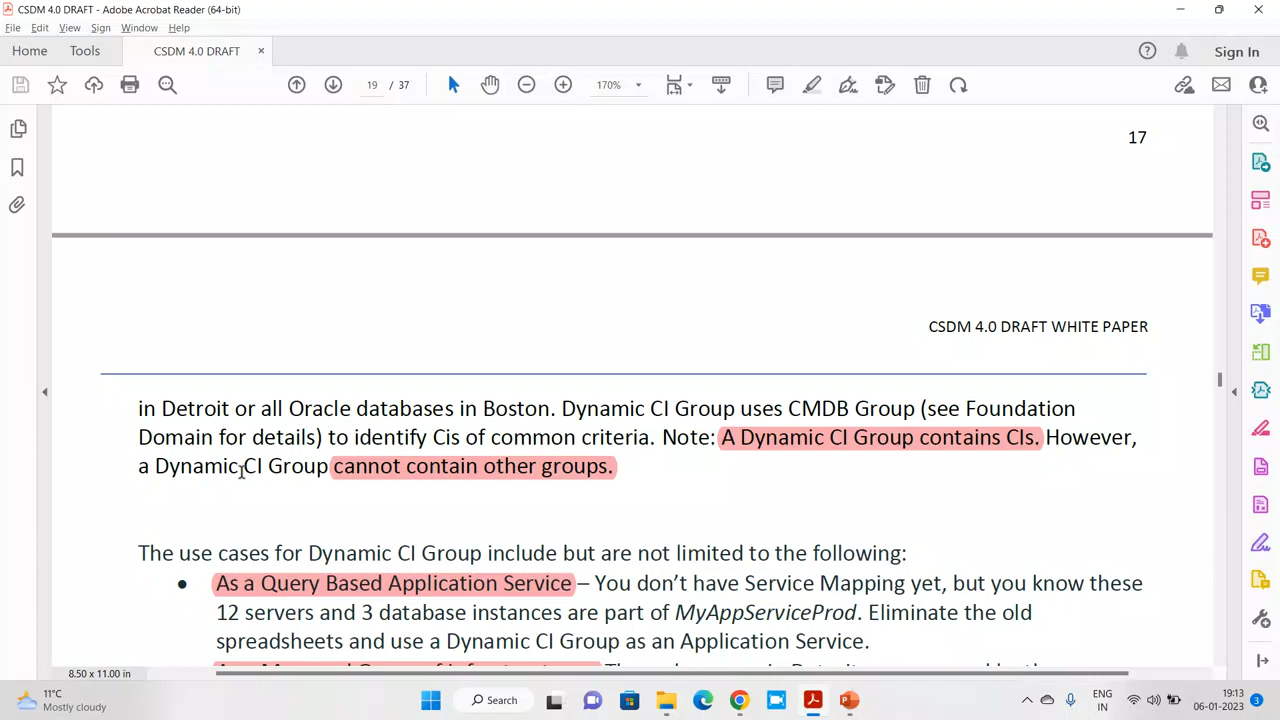 CSDM 4.0 DRAFT - Adobe Acrobat Reader (64-bit)
File Edit View Sign Window Help
Home Tools CSDM 4.0 DRAFT × Sign In
19 / 37 170%
17
CSDM 4.0 DRAFT WHITE PAPER
in Detroit or all Oracle databases in Boston. Dynamic CI Group uses CMDB Group (see Foundation
Domain for details) to identify Cis of common criteria. Note: A Dynamic CI Group contains CIs. However,
a Dynamic CI Group cannot contain other groups.
The use cases for Dynamic CI Group include but are not limited to the following:
• As a Query Based Application Service – You don’t have Service Mapping yet, but you know these
12 servers and 3 database instances are part of MyAppServiceProd. Eliminate the old
spreadsheets and use a Dynamic CI Group as an Application Service.
8.50 x 11.00 in
11°C
Mostly cloudy
Search
ENG
IN
19:13
06-01-2023
3